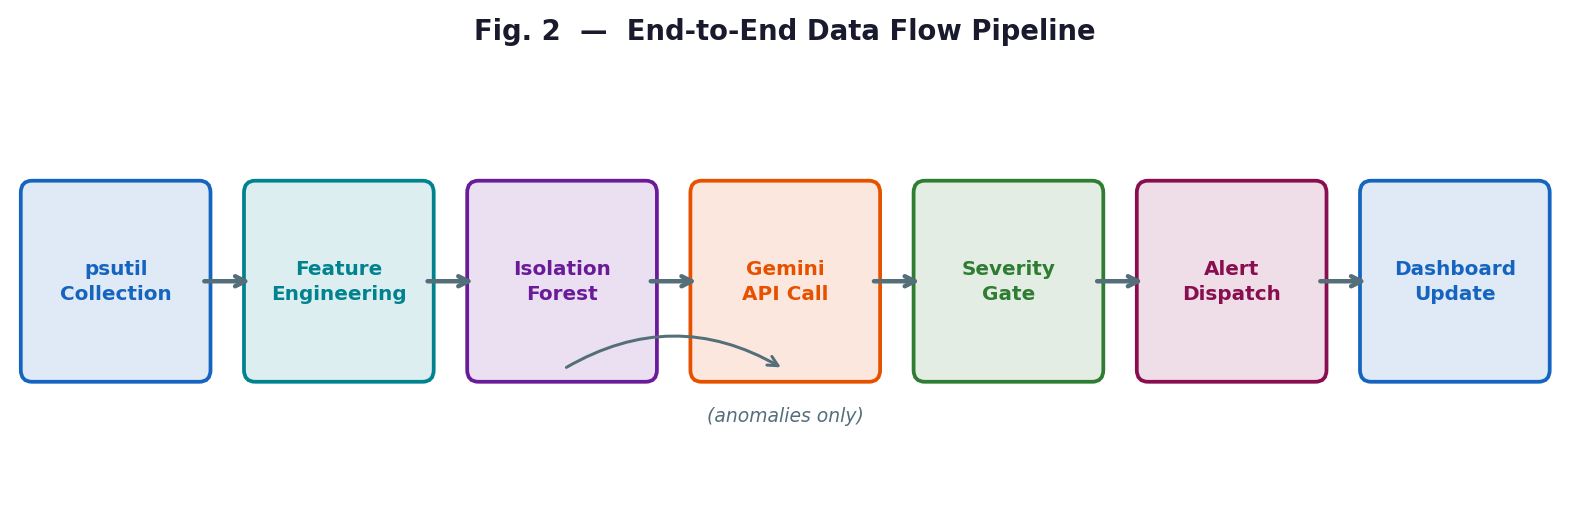 Fig. 2 — End-to-End Data Flow Pipeline
psutil
Collection
Feature
Engineering
Isolation
Forest
Gemini
API Call
Severity
Gate
Alert
Dispatch
Dashboard
Update
(anomalies only)